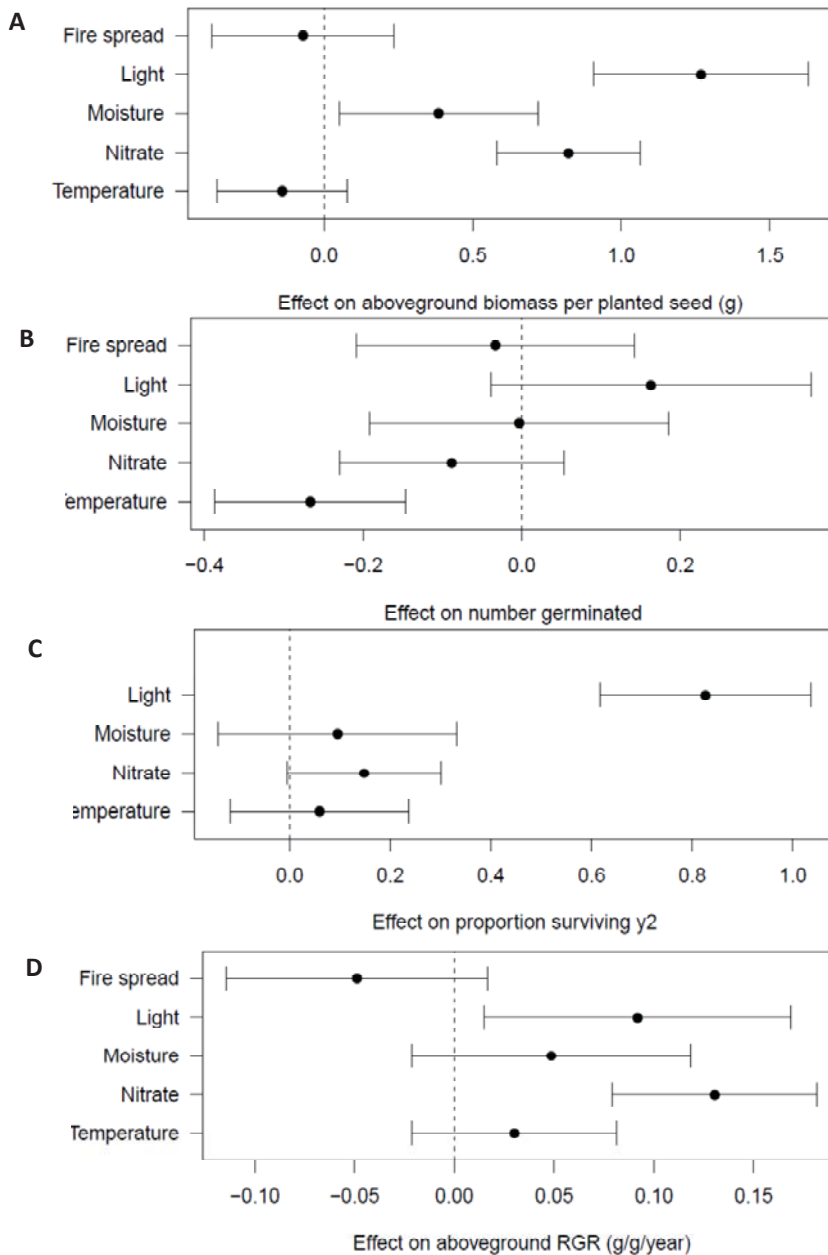 A
Fire spread
Light
Moisture
Nitrate
Temperature
0.0 0.5 1.0 1.5
Effect on aboveground biomass per planted seed (g)
B
Fire spread
Light
Moisture
Nitrate
emperature
−0.4 −0.2 0.0 0.2
Effect on number germinated
C
Light
Moisture
Nitrate
emperature
0.0 0.2 0.4 0.6 0.8 1.0
Effect on proportion surviving y2
D
Fire spread
Light
Moisture
Nitrate
Temperature
−0.10 −0.05 0.00 0.05 0.10 0.15
Effect on aboveground RGR (g/g/year)